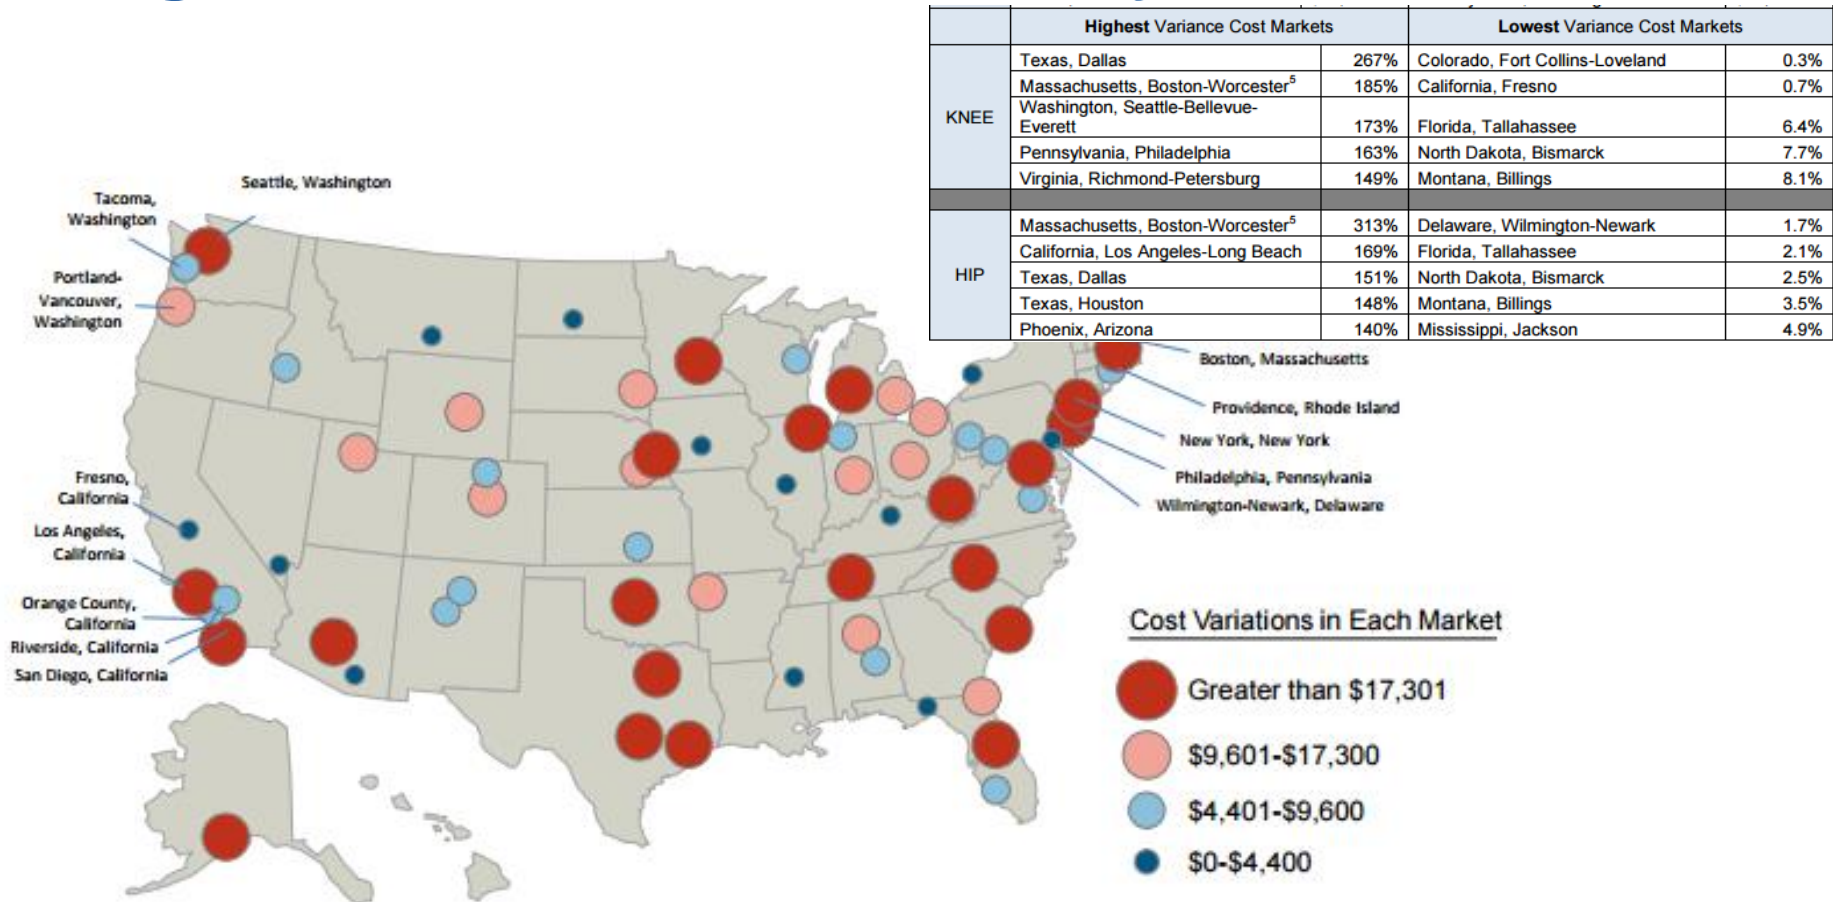 Highest Variance Cost Markets
Lowest Variance Cost Markets
KNEE
Texas, Dallas 267% Colorado, Fort Collins-Loveland 0.3%
Massachusetts, Boston-Worcester5 185% California, Fresno 0.7%
Washington, Seattle-Bellevue-
Everett 173% Florida, Tallahassee 6.4%
Pennsylvania, Philadelphia 163% North Dakota, Bismarck 7.7%
Virginia, Richmond-Petersburg 149% Montana, Billings 8.1%
HIP
Massachusetts, Boston-Worcester5 313% Delaware, Wilmington-Newark 1.7%
California, Los Angeles-Long Beach 169% Florida, Tallahassee 2.1%
Texas, Dallas 151% North Dakota, Bismarck 2.5%
Texas, Houston 148% Montana, Billings 3.5%
Phoenix, Arizona 140% Mississippi, Jackson 4.9%
Seattle, Washington
Tacoma,
Washington
Portland-
Vancouver,
Washington
Fresno,
California
Los Angeles,
California
Orange County,
California
Riverside, California
San Diego, California
Boston, Massachusetts
Providence, Rhode Island
New York, New York
Philadelphia, Pennsylvania
Wilmington-Newark, Delaware
Cost Variations in Each Market
Greater than $17,301
$9,601-$17,300
$4,401-$9,600
$0-$4,400